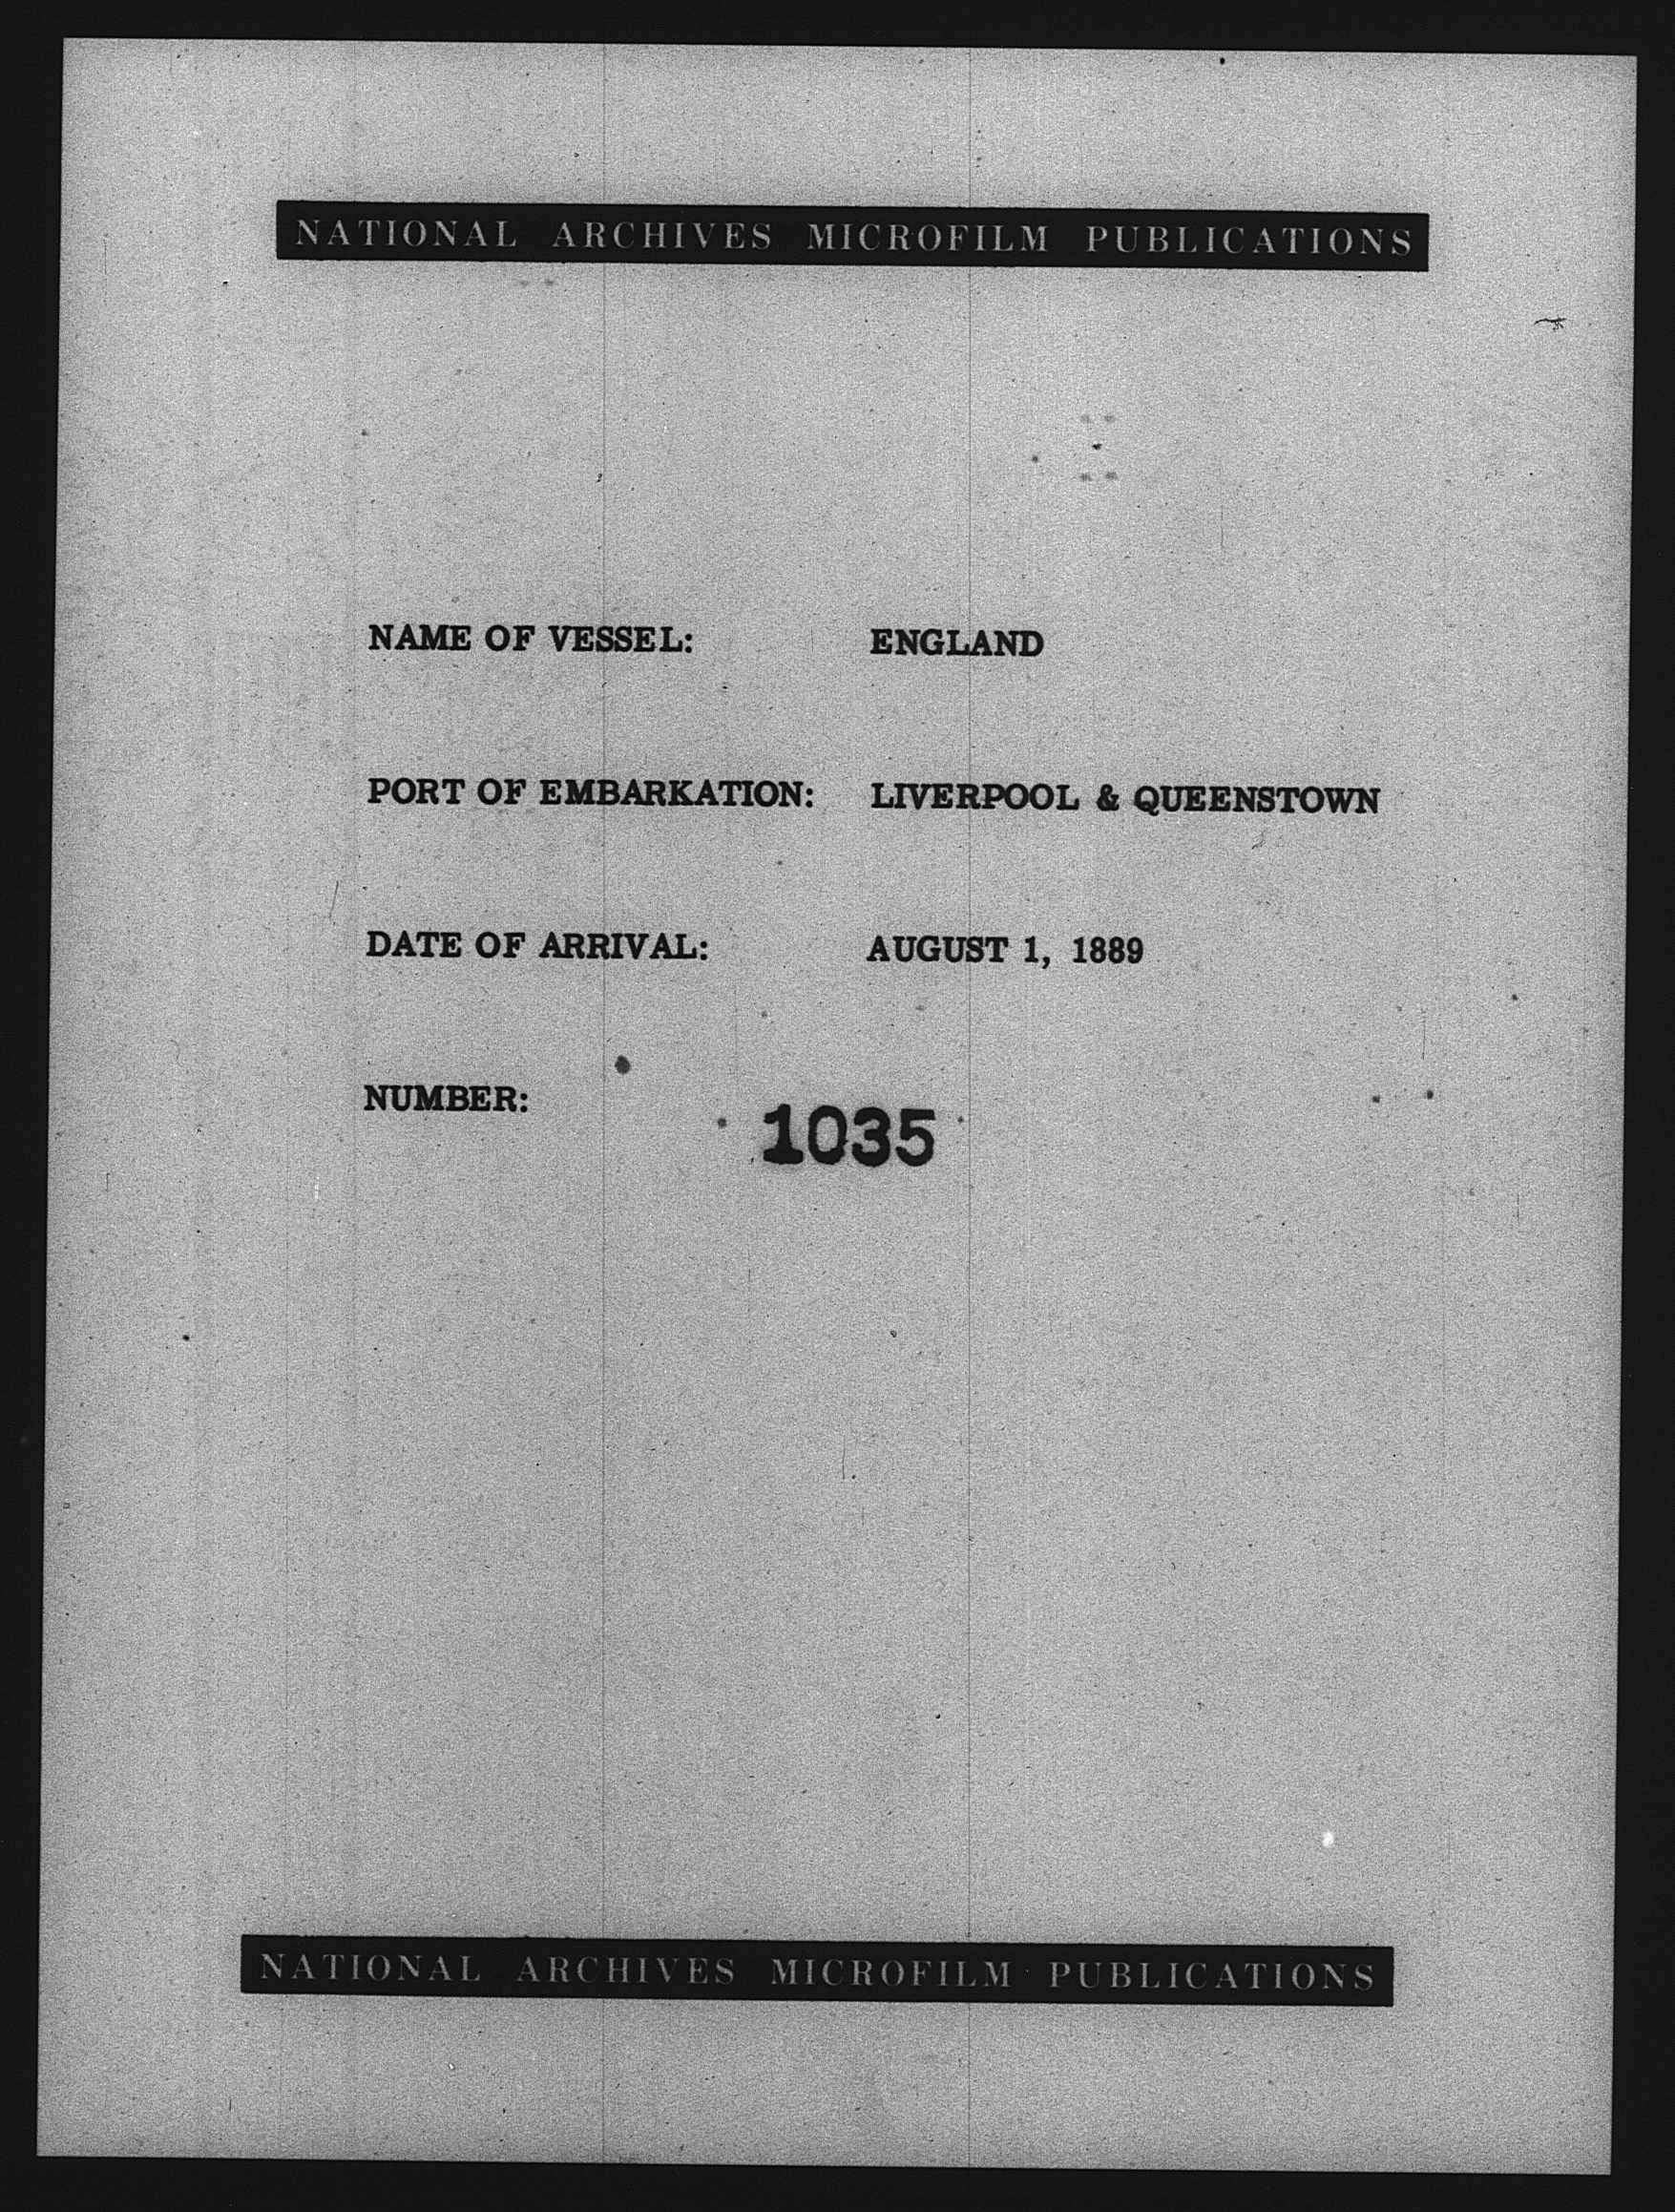 NATIONAL ARCHIVES MICROFILM PUBLICATIONS
NAME OF VESSEL: ENGLAND
PORT OF EMBARKATION: LIVERPOOL & QUEENSTOWN
DATE OF ARRIVAL: AUGUST 1, 1889
NUMBER: 1035
NATIONAL ARCHIVES MICROFILM PUBLICATIONS